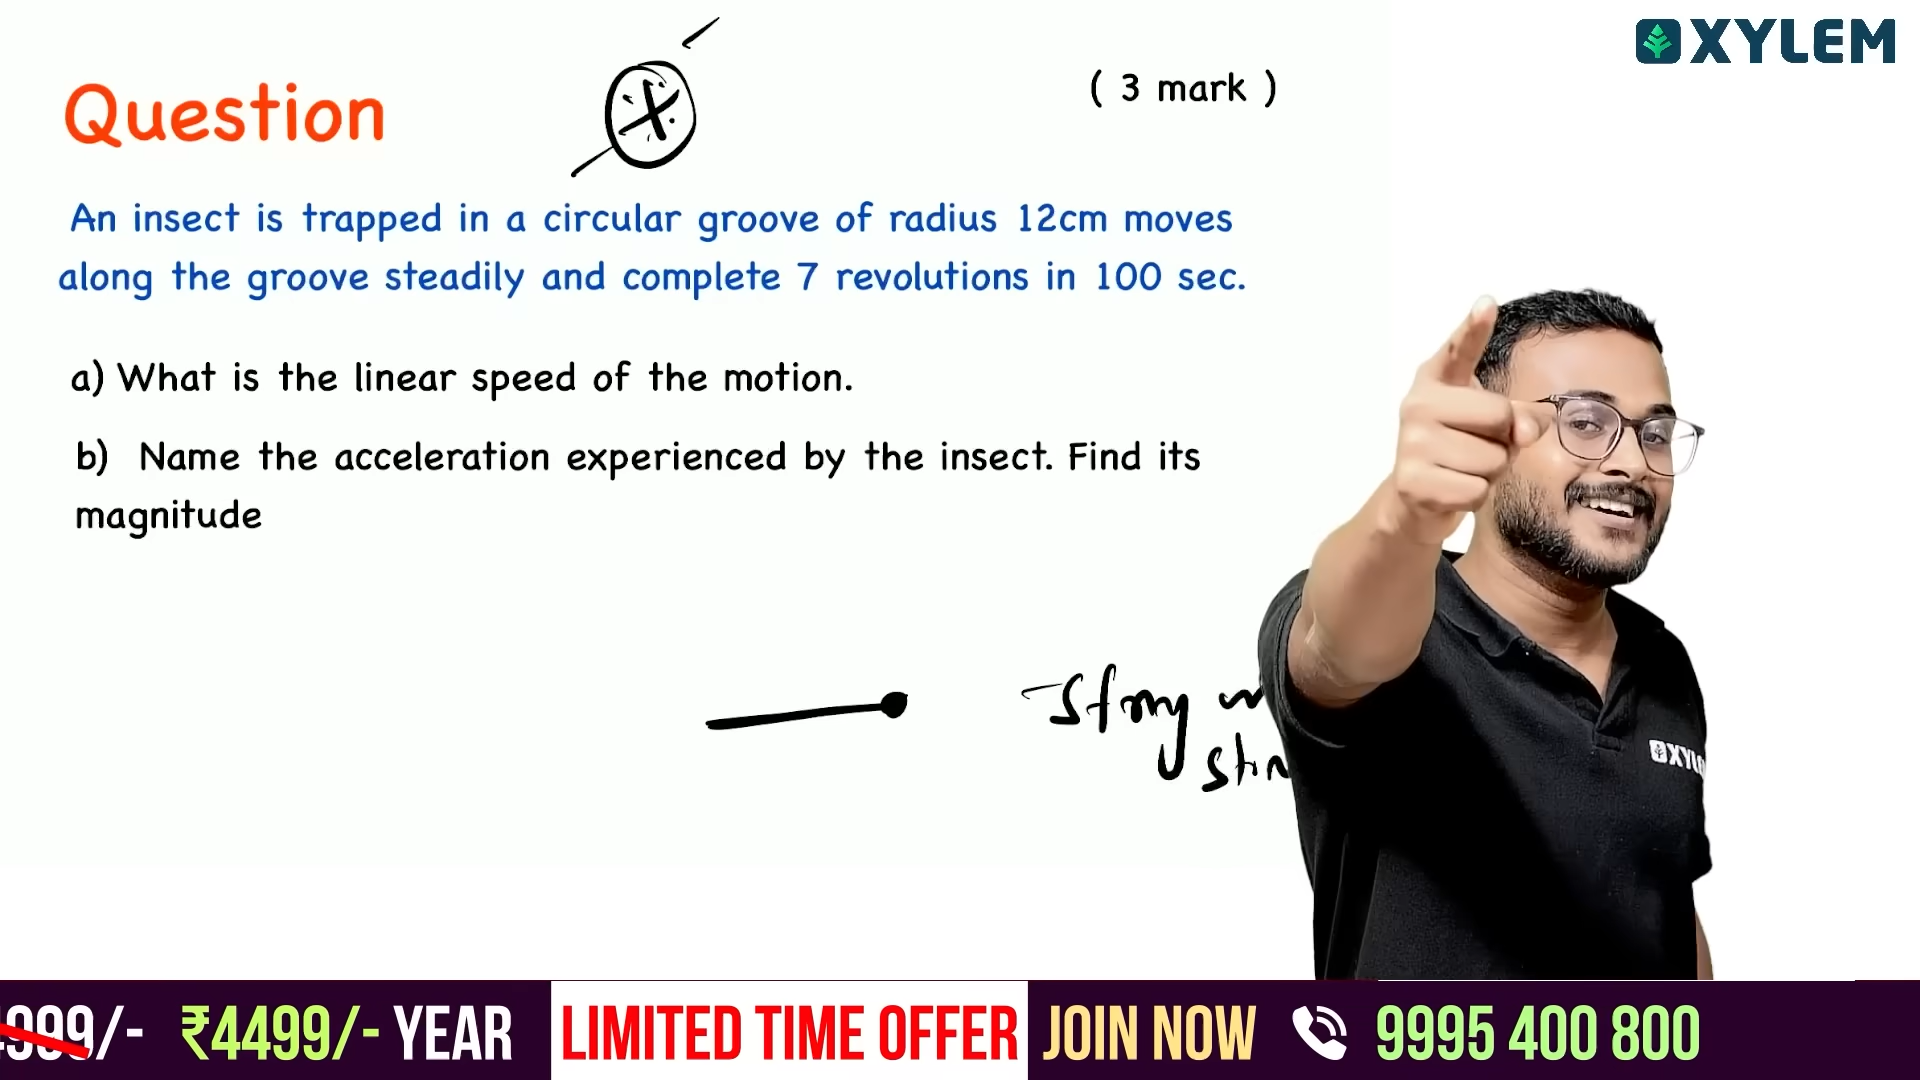 XYLEM
( 3 mark )
Question
An insect is trapped in a circular groove of radius 12cm moves
along the groove steadily and complete 7 revolutions in 100 sec.
a) What is the linear speed of the motion.
b) Name the acceleration experienced by the insect. Find its
magnitude
999/- ₹4499/- YEAR LIMITED TIME OFFER JOIN NOW 9995 400 800